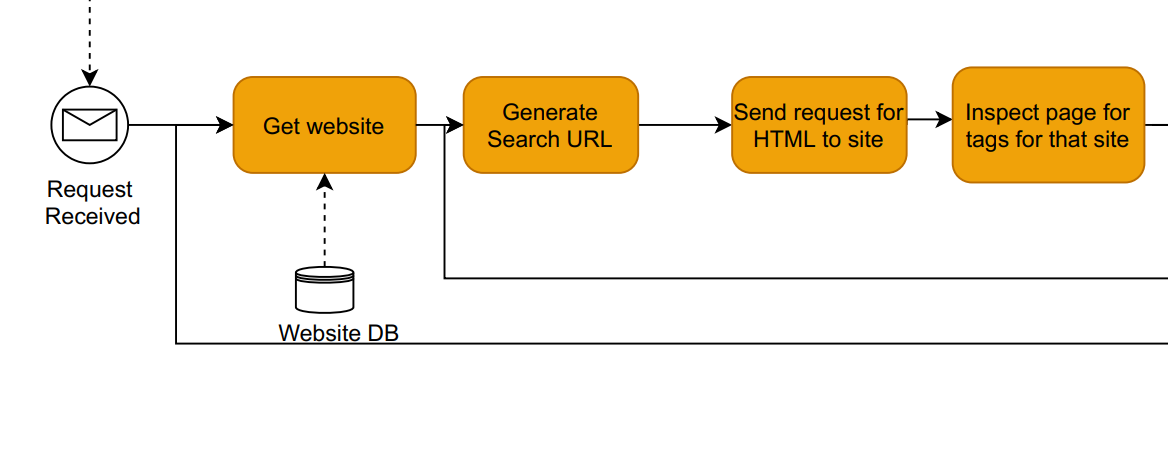 Get website
Generate
Search URL
Send request for
HTML to site
Inspect page for
tags for that site
Request
Received
Website DB